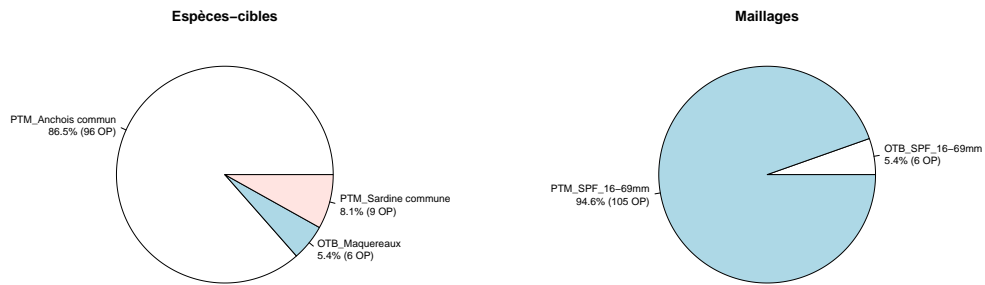 Espèces−cibles
PTM_Anchois commun
86.5% (96 OP)
PTM_Sardine commune
8.1% (9 OP)
OTB_Maquereaux
5.4% (6 OP)
Maillages
OTB_SPF_16−69mm
5.4% (6 OP)
PTM_SPF_16−69mm
94.6% (105 OP)